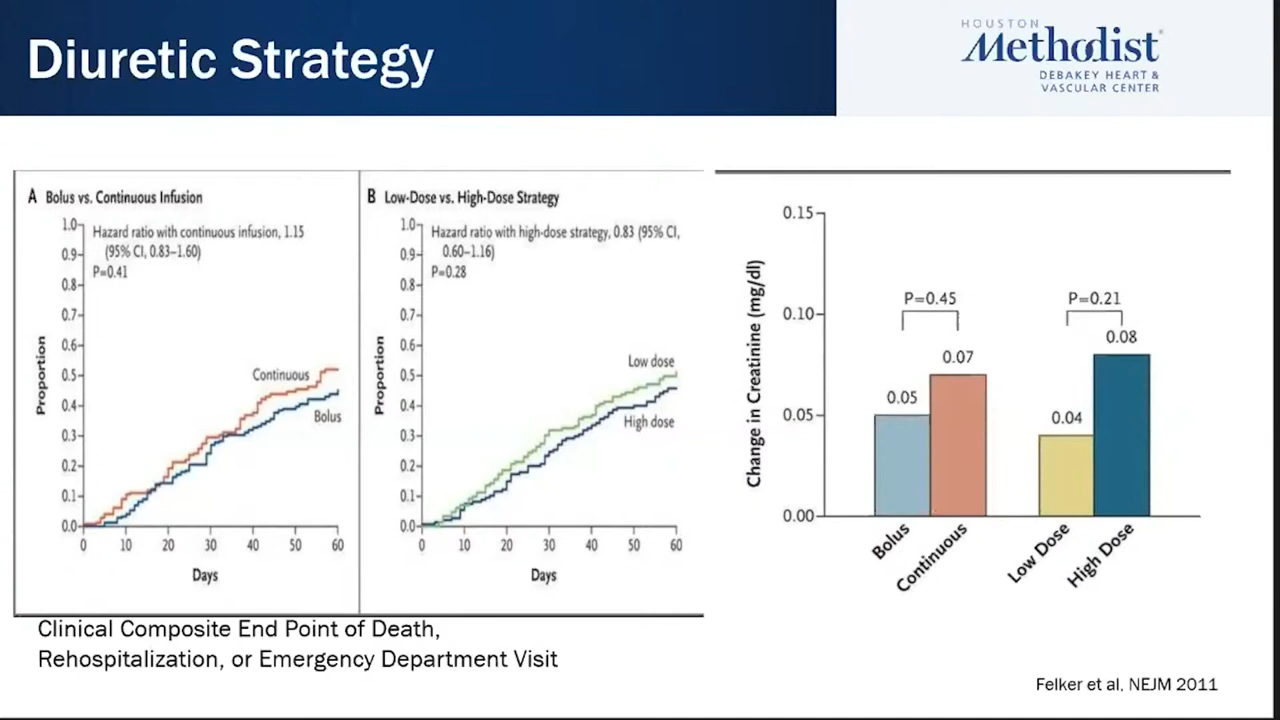 Diuretic Strategy
HOUSTON
Methodist
DEBAKEY HEART &
VASCULAR CENTER
A Bolus vs. Continuous Infusion
Hazard ratio with continuous infusion, 1.15
(95% CI, 0.83–1.60)
P=0.41
Proportion
1.0
0.9
0.8
0.7
0.6
0.5
0.4
0.3
0.2
0.1
0.0
Continuous
Bolus
0 10 20 30 40 50 60
Days
B Low-Dose vs. High-Dose Strategy
Hazard ratio with high-dose strategy, 0.83 (95% CI,
0.60–1.16)
P=0.28
Proportion
1.0
0.9
0.8
0.7
0.6
0.5
0.4
0.3
0.2
0.1
0.0
Low dose
High dose
0 10 20 30 40 50 60
Days
Change in Creatinine (mg/dl)
0.15
0.10
0.05
0.00
P=0.45
P=0.21
0.05
0.07
0.04
0.08
Bolus
Continuous
Low Dose
High Dose
Clinical Composite End Point of Death,
Rehospitalization, or Emergency Department Visit
Felker et al, NEJM 2011